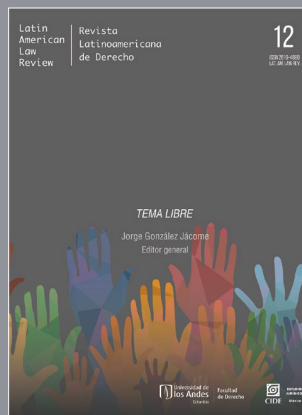 Latin
American
Law
Review
Revista
Latinoamericana
de Derecho
12
TEMA LIBRE
Jorge González Jácome
Editor general
Universidad de
los Andes
Colombia
Facultad
de Derecho
CIDE